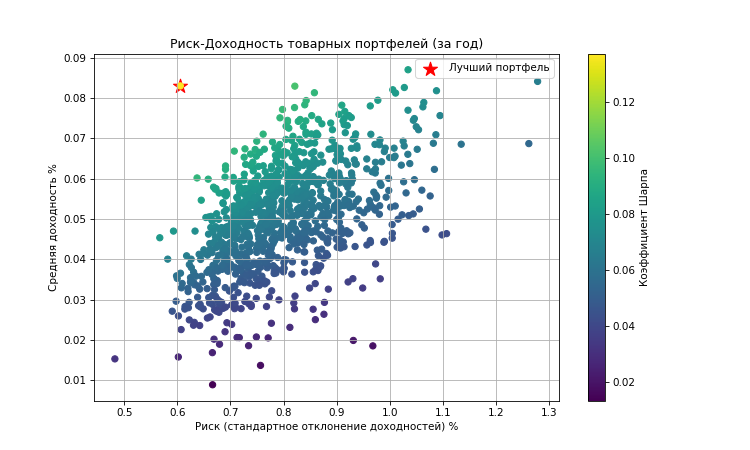 Риск-Доходность товарных портфелей (за год)
Лучший портфель
Средняя доходность %
0.09
0.08
0.07
0.06
0.05
0.04
0.03
0.02
0.01
0.5 0.6 0.7 0.8 0.9 1.0 1.1 1.2 1.3
Риск (стандартное отклонение доходностей) %
0.12
0.10
0.08
0.06
0.04
0.02
Коэффициент Шарпа